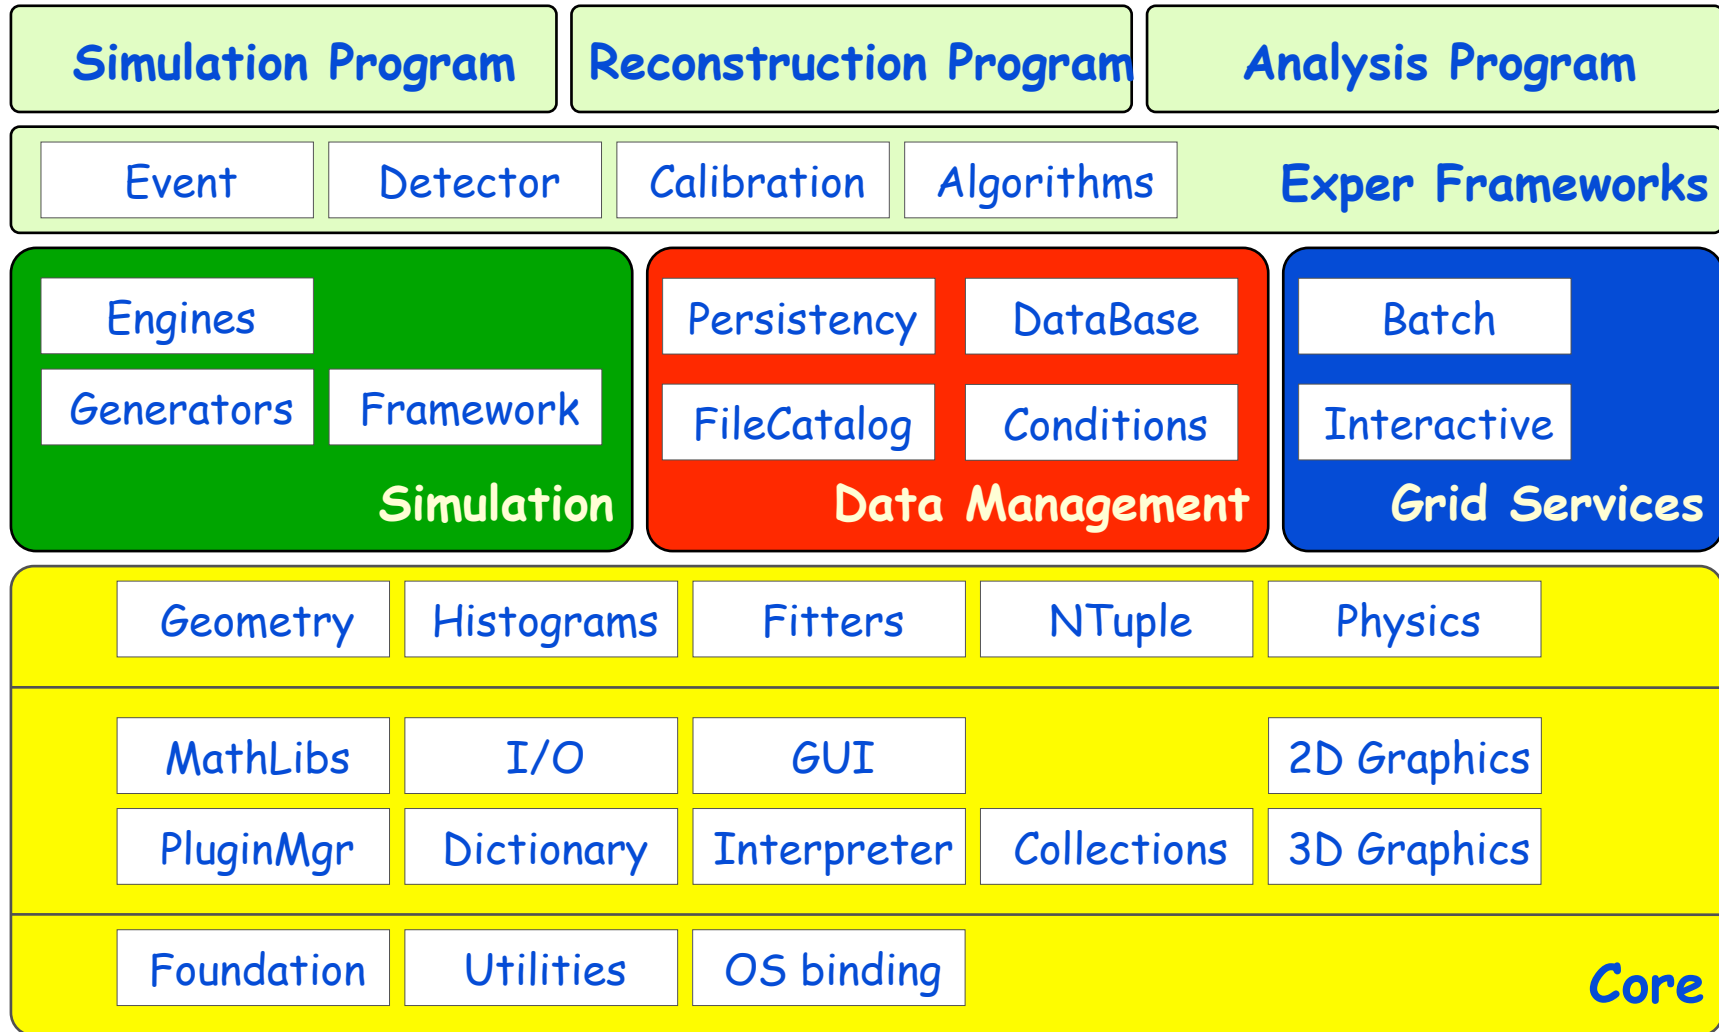 Simulation Program
Reconstruction Program
Analysis Program
Event
Detector
Calibration
Algorithms
Exper Frameworks
Engines
Generators
Framework
Simulation
Persistency
DataBase
FileCatalog
Conditions
Data Management
Batch
Interactive
Grid Services
Geometry
Histograms
Fitters
NTuple
Physics
MathLibs
I/O
GUI
2D Graphics
PluginMgr
Dictionary
Interpreter
Collections
3D Graphics
Foundation
Utilities
OS binding
Core